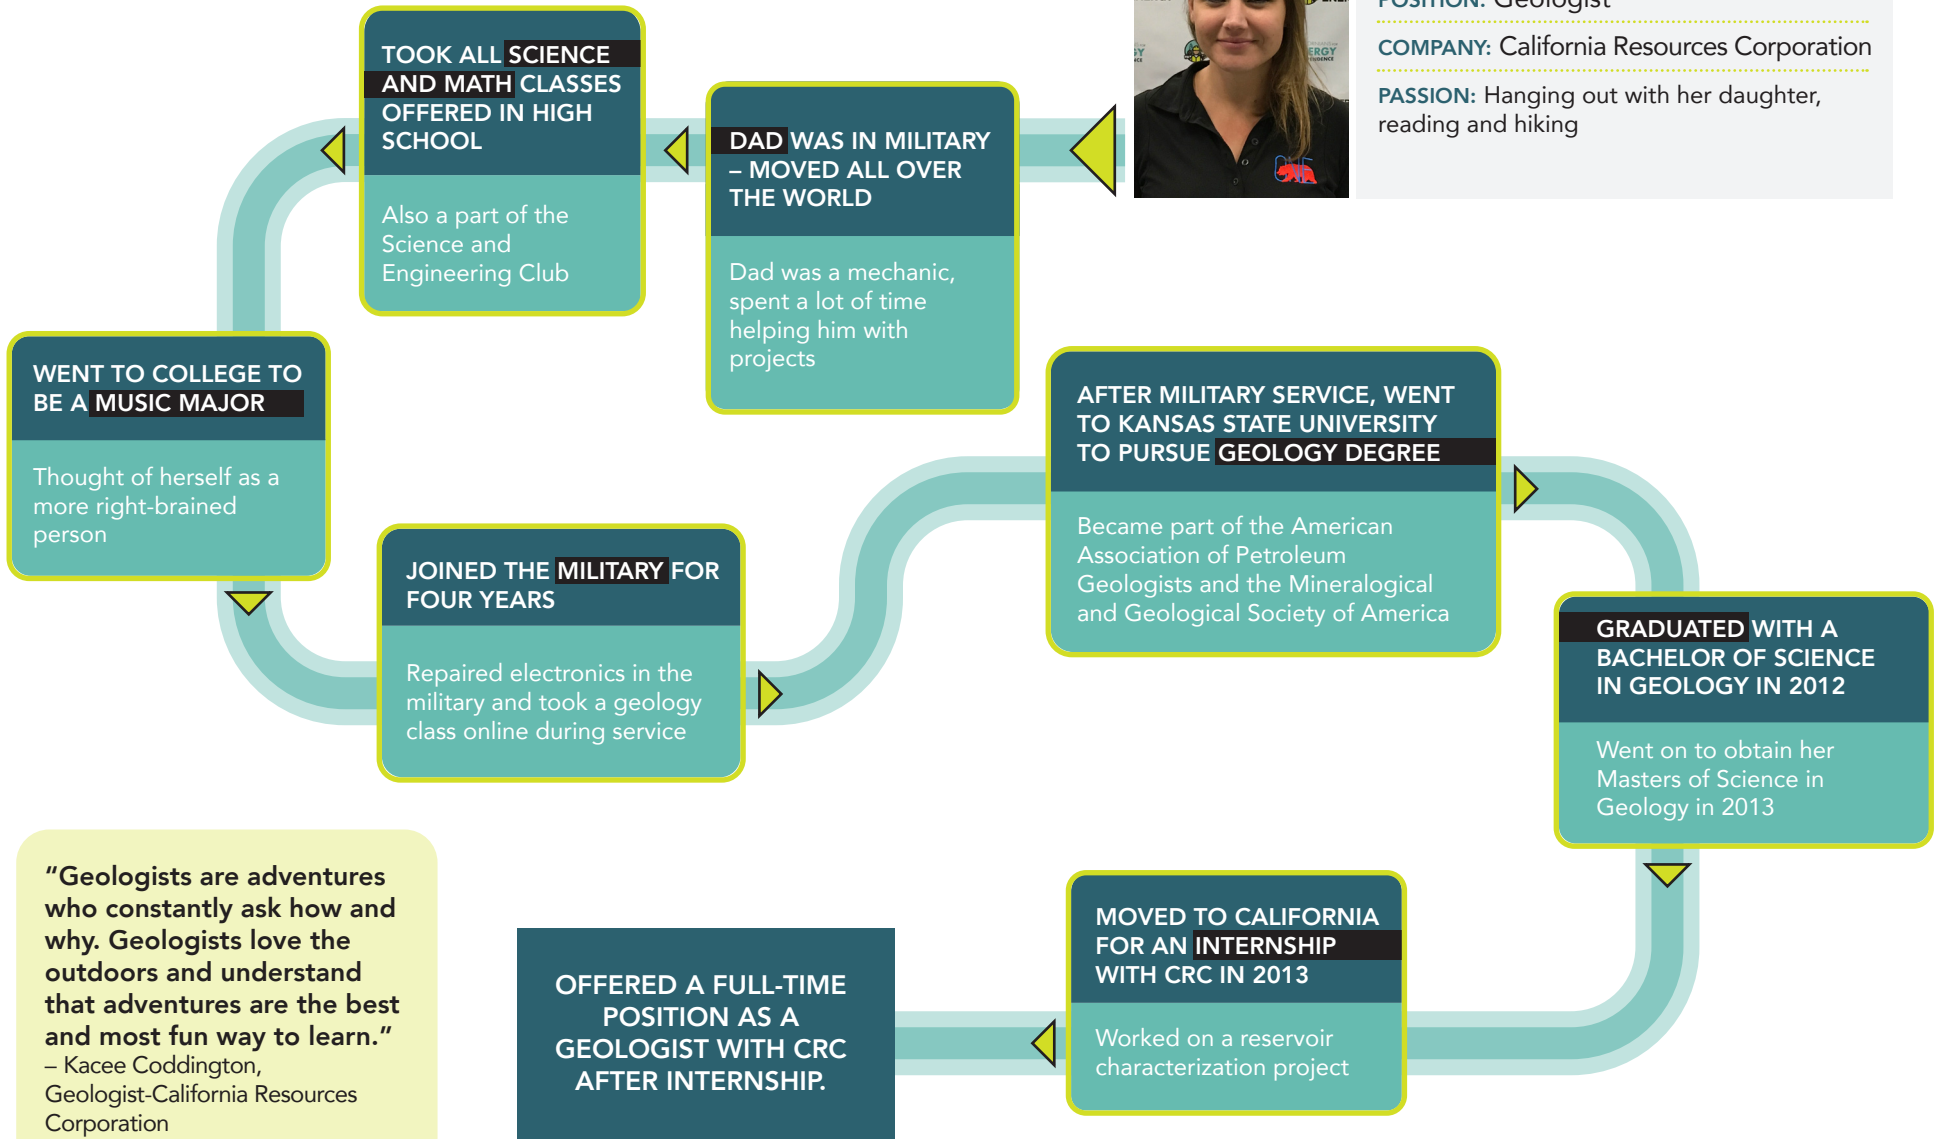 POSITION: Geologist
COMPANY: California Resources Corporation
PASSION: Hanging out with her daughter,
reading and hiking
DAD WAS IN MILITARY
– MOVED ALL OVER
THE WORLD
Dad was a mechanic,
spent a lot of time
helping him with
projects
TOOK ALL SCIENCE
AND MATH CLASSES
OFFERED IN HIGH
SCHOOL
Also a part of the
Science and
Engineering Club
WENT TO COLLEGE TO
BE A MUSIC MAJOR
Thought of herself as a
more right-brained
person
JOINED THE MILITARY FOR
FOUR YEARS
Repaired electronics in the
military and took a geology
class online during service
AFTER MILITARY SERVICE, WENT
TO KANSAS STATE UNIVERSITY
TO PURSUE GEOLOGY DEGREE
Became part of the American
Association of Petroleum
Geologists and the Mineralogical
and Geological Society of America
GRADUATED WITH A
BACHELOR OF SCIENCE
IN GEOLOGY IN 2012
Went on to obtain her
Masters of Science in
Geology in 2013
MOVED TO CALIFORNIA
FOR AN INTERNSHIP
WITH CRC IN 2013
Worked on a reservoir
characterization project
OFFERED A FULL-TIME
POSITION AS A
GEOLOGIST WITH CRC
AFTER INTERNSHIP.
"Geologists are adventures
who constantly ask how and
why. Geologists love the
outdoors and understand
that adventures are the best
and most fun way to learn."
– Kacee Coddington,
Geologist-California Resources
Corporation